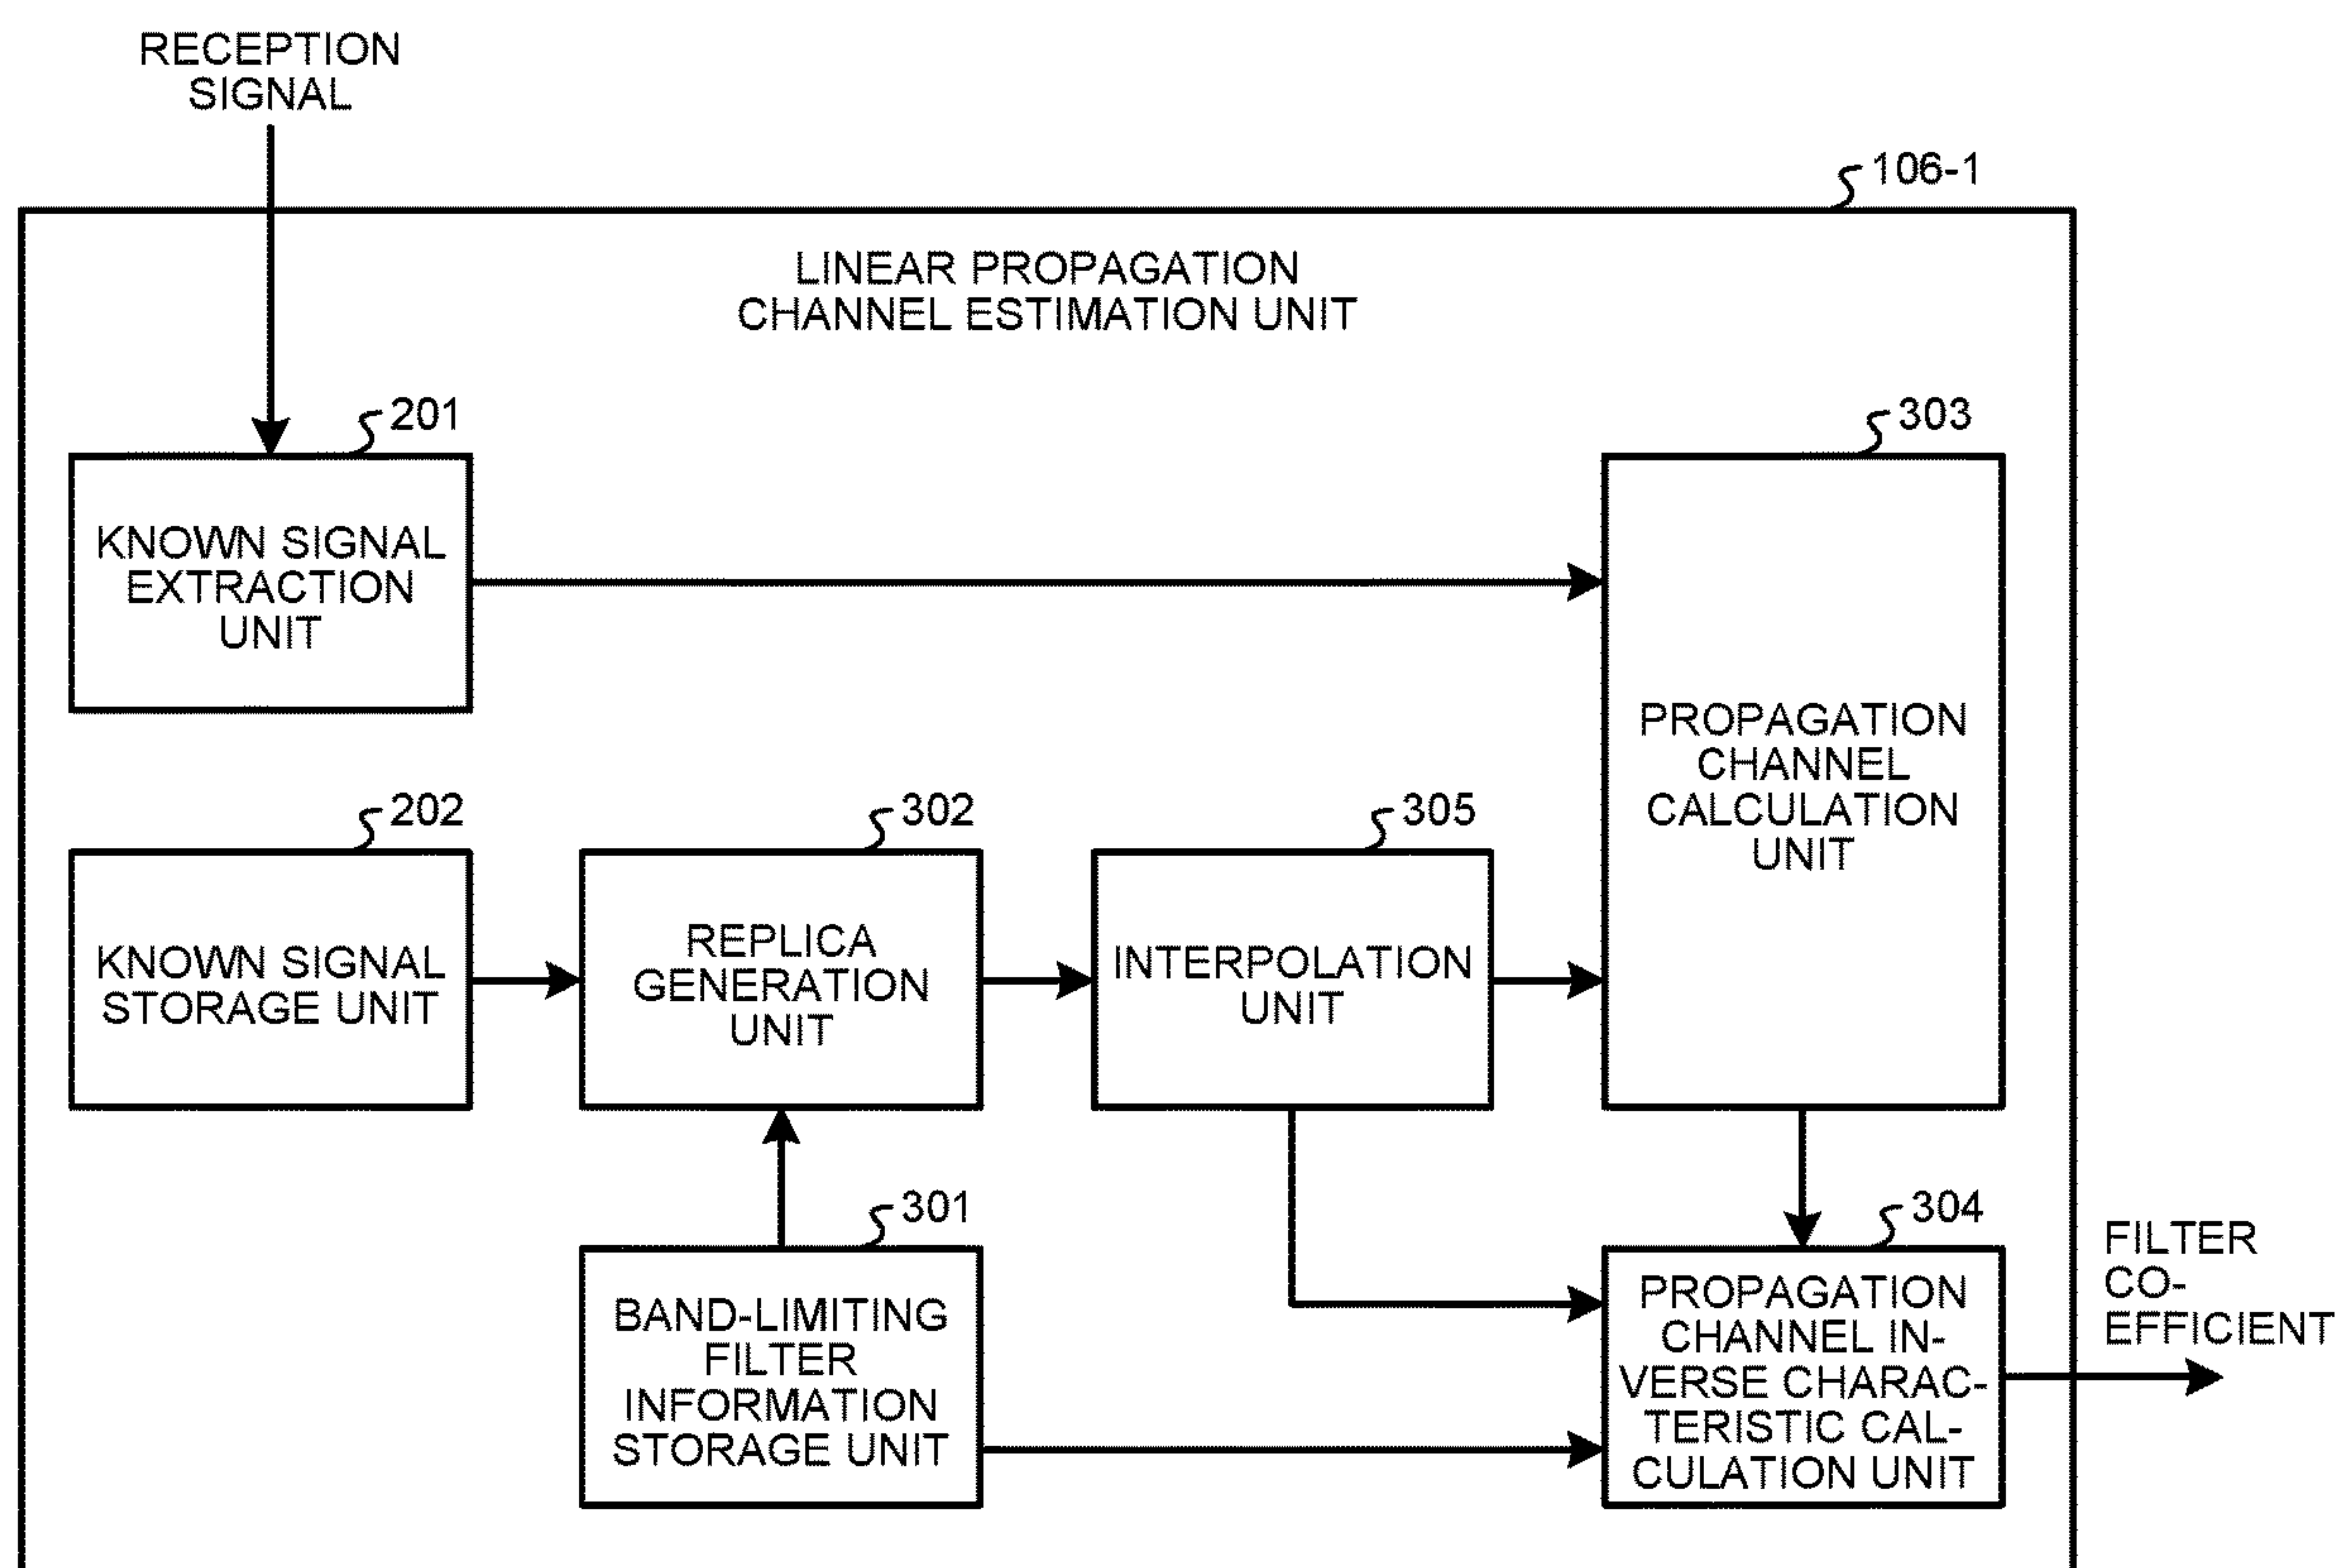 RECEPTION
SIGNAL
106-1
LINEAR PROPAGATION
CHANNEL ESTIMATION UNIT
201
KNOWN SIGNAL
EXTRACTION
UNIT
303
PROPAGATION
CHANNEL
CALCULATION
UNIT
202
KNOWN SIGNAL
STORAGE UNIT
302
REPLICA
GENERATION
UNIT
305
INTERPOLATION
UNIT
301
BAND-LIMITING
FILTER
INFORMATION
STORAGE UNIT
304
PROPAGATION
CHANNEL IN-
VERSE CHARAC-
TERISTIC CAL-
CULATION UNIT
FILTER
CO-
EFFICIENT